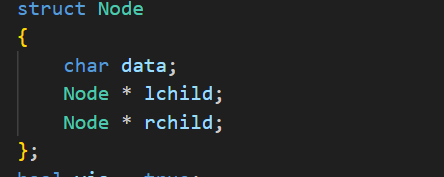 struct Node
{
    char data;
    Node * lchild;
    Node * rchild;
};